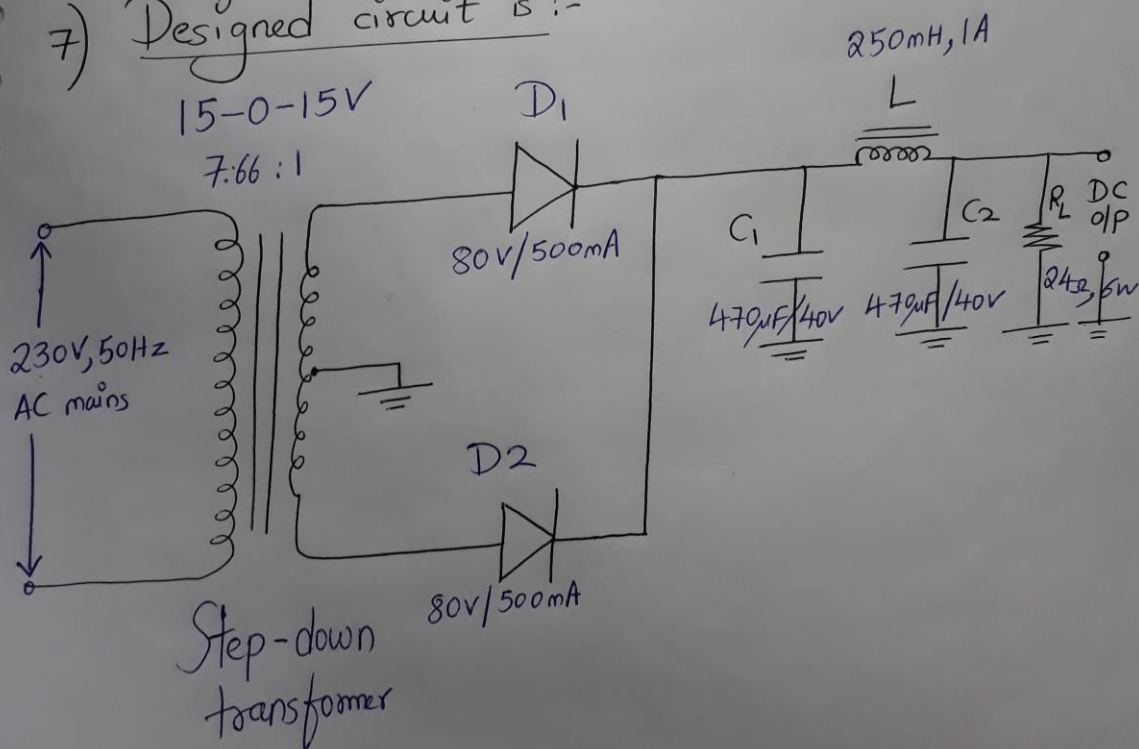 7) Designed circuit is :-
15-0-15V
7.66 : 1
D1
80V/500mA
250mH, 1A
L
C1
470μF/40V
C2
470μF/40V
RL
24Ω, 6W
DC
O/P
230V, 50Hz
AC mains
D2
80V/500mA
Step-down
transformer